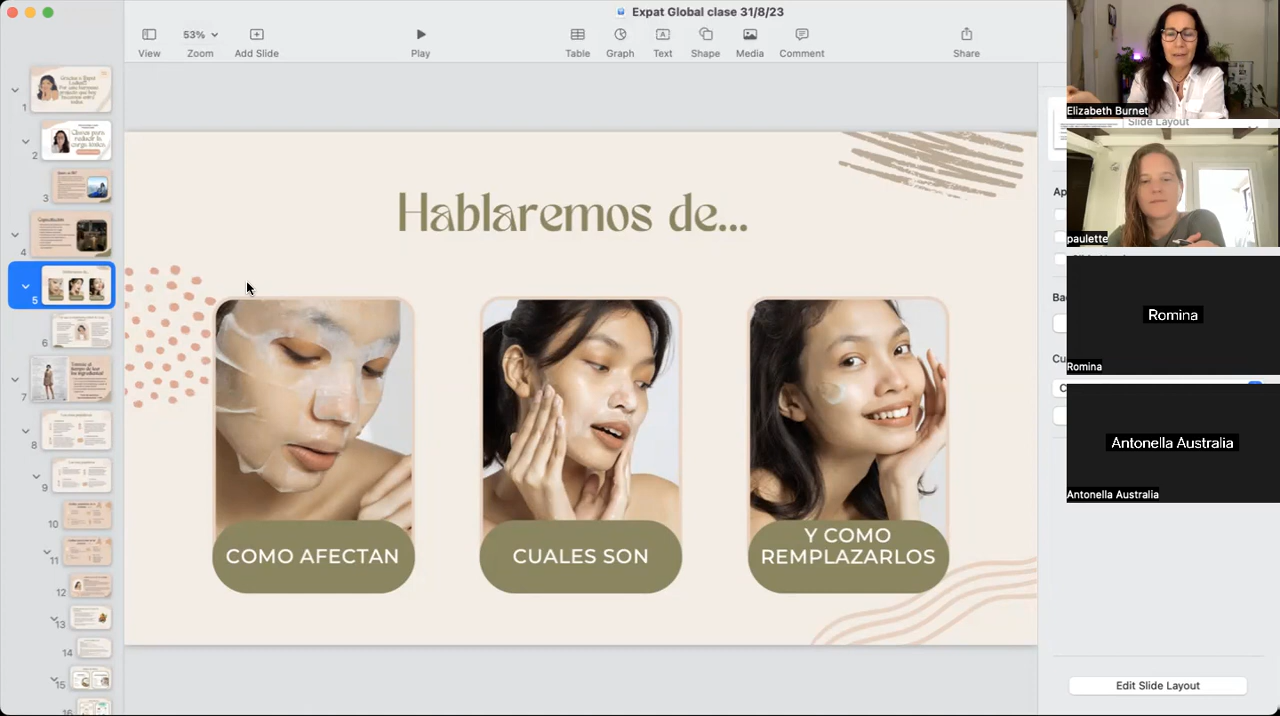 Expat Global clase 31/8/23
53%
View
Zoom
Add Slide
Play
Table
Graph
Text
Shape
Media
Comment
Share
1
2
3
4
5
6
7
8
9
10
11
12
13
14
15
16
Hablaremos de...
COMO AFECTAN
CUALES SON
Y COMO
REMPLAZARLOS
Elizabeth Burnet
Slide Layout
paulette
Romina
Romina
Antonella Australia
Antonella Australia
Edit Slide Layout